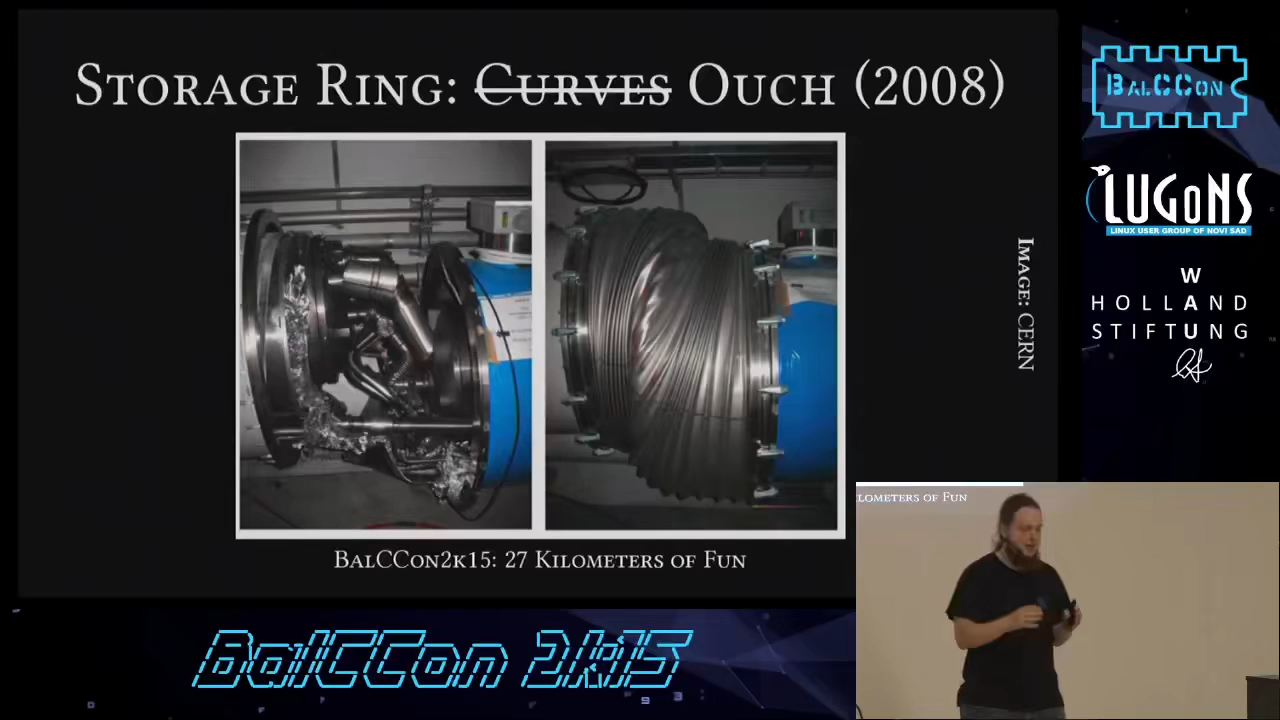 Storage Ring: Curves Ouch (2008)
Image: CERN
BalCCon2k15: 27 Kilometers of Fun
BalCCon
LUGoNS
LINUX USER GROUP OF NOVI SAD
W
HOLLAND
A
STIFTUNG
lometers of Fun
BalCCon 2k15